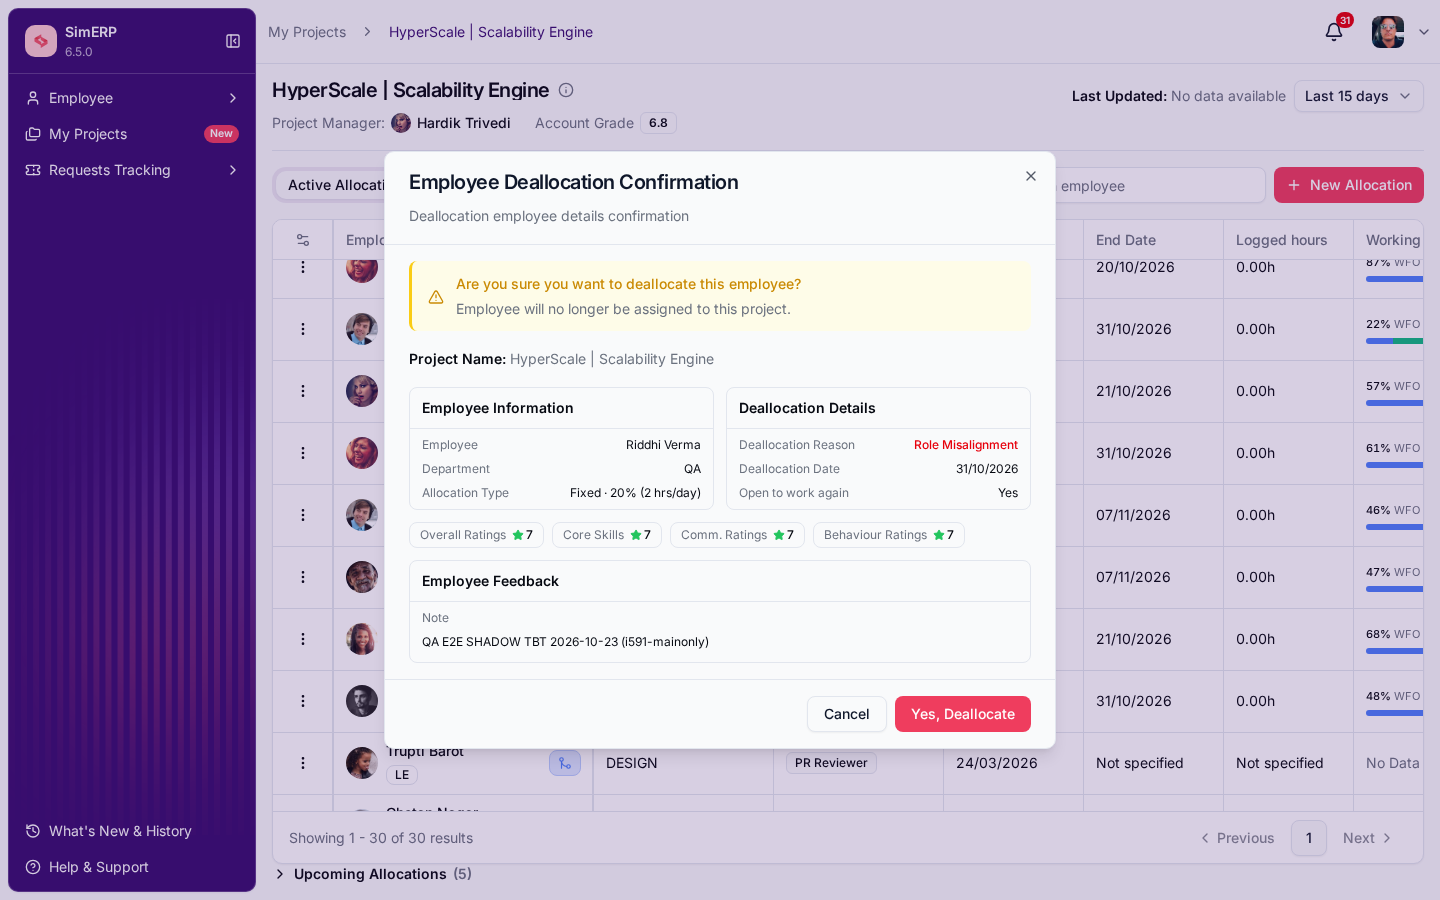 SimERP
6.5.0
Employee
My Projects
New
Requests Tracking
What's New & History
Help & Support
My Projects
HyperScale | Scalability Engine
31
HyperScale | Scalability Engine
Project Manager:
Hardik Trivedi
Account Grade
6.8
Last Updated: No data available
Last 15 days
Active Allocati
employee
New Allocation
Emplo
End Date
Logged hours
Working
20/10/2026
0.00h
87% WFO
31/10/2026
0.00h
22% WFO
21/10/2026
0.00h
57% WFO
31/10/2026
0.00h
61% WFO
07/11/2026
0.00h
46% WFO
07/11/2026
0.00h
47% WFO
21/10/2026
0.00h
68% WFO
31/10/2026
0.00h
48% WFO
Trupti Barot
LE
DESIGN
PR Reviewer
24/03/2026
Not specified
Not specified
No Data
Showing 1 - 30 of 30 results
Previous
1
Next
Upcoming Allocations (5)
Employee Deallocation Confirmation
Deallocation employee details confirmation
Are you sure you want to deallocate this employee?
Employee will no longer be assigned to this project.
Project Name: HyperScale | Scalability Engine
Employee Information
Employee
Riddhi Verma
Department
QA
Allocation Type
Fixed · 20% (2 hrs/day)
Deallocation Details
Deallocation Reason
Role Misalignment
Deallocation Date
31/10/2026
Open to work again
Yes
Overall Ratings 7
Core Skills 7
Comm. Ratings 7
Behaviour Ratings 7
Employee Feedback
Note
QA E2E SHADOW TBT 2026-10-23 (i591-mainonly)
Cancel
Yes, Deallocate